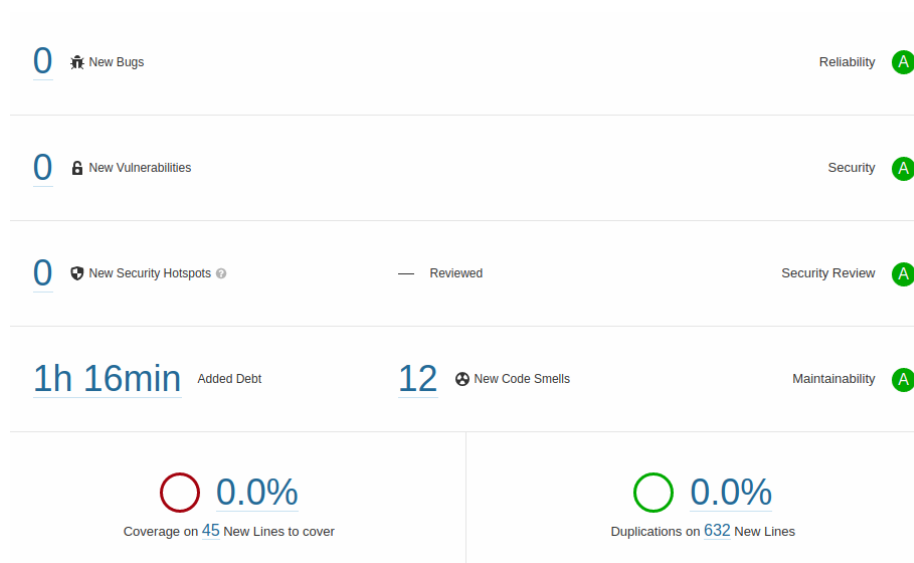 0 New Bugs Reliability A
0 New Vulnerabilities Security A
0 New Security Hotspots ? — Reviewed Security Review A
1h 16min Added Debt 12 New Code Smells Maintainability A
0.0%
Coverage on 45 New Lines to cover
0.0%
Duplications on 632 New Lines